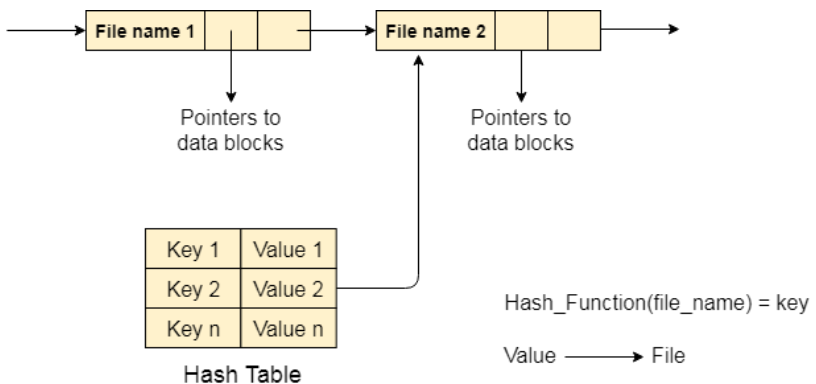 File name 1
File name 2
Pointers to
data blocks
Pointers to
data blocks
Key 1 Value 1
Key 2 Value 2
Key n Value n
Hash Table
Hash_Function(file_name) = key
Value File